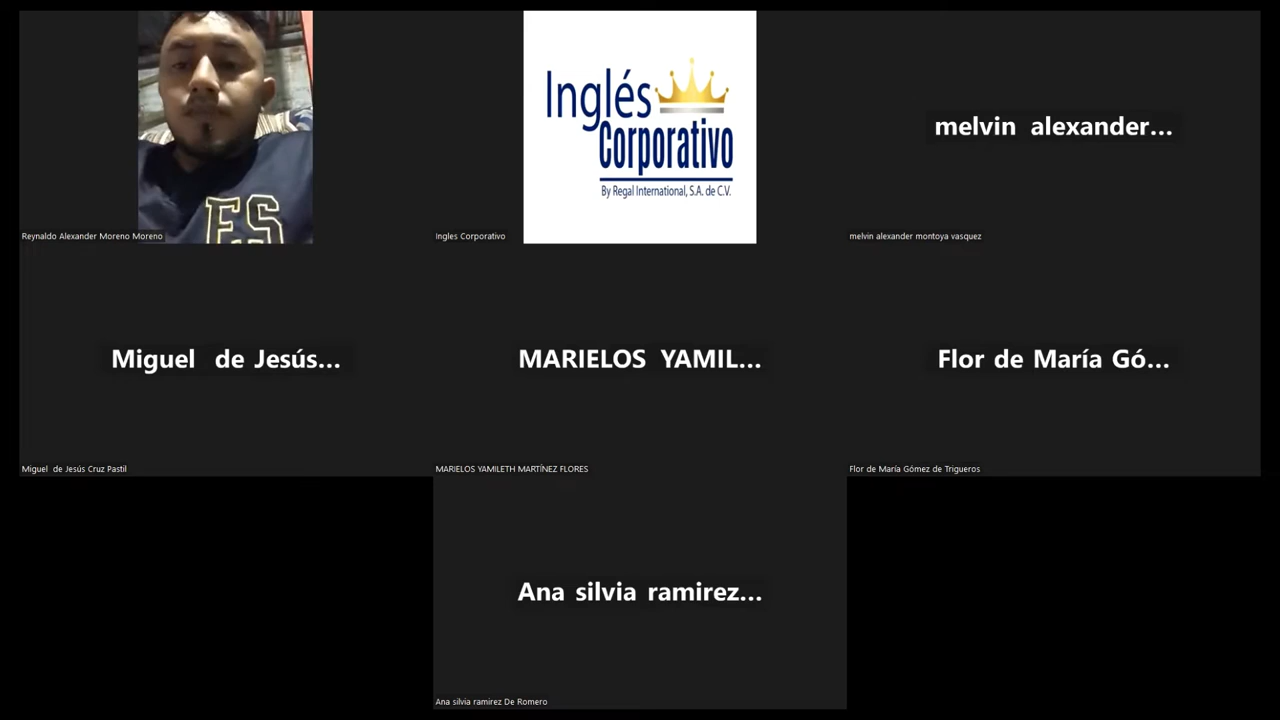 ES
Reynaldo Alexander Moreno Moreno
Inglés
Corporativo
By Regal International, S.A. de C.V.
Ingles Corporativo
melvin alexander...
melvin alexander montoya vasquez
Miguel de Jesús...
Miguel de Jesús Cruz Pastil
MARIELOS YAMIL...
MARIELOS YAMILETH MARTÍNEZ FLORES
Flor de María Gó...
Flor de María Gómez de Trigueros
Ana silvia ramirez...
Ana silvia ramirez De Romero